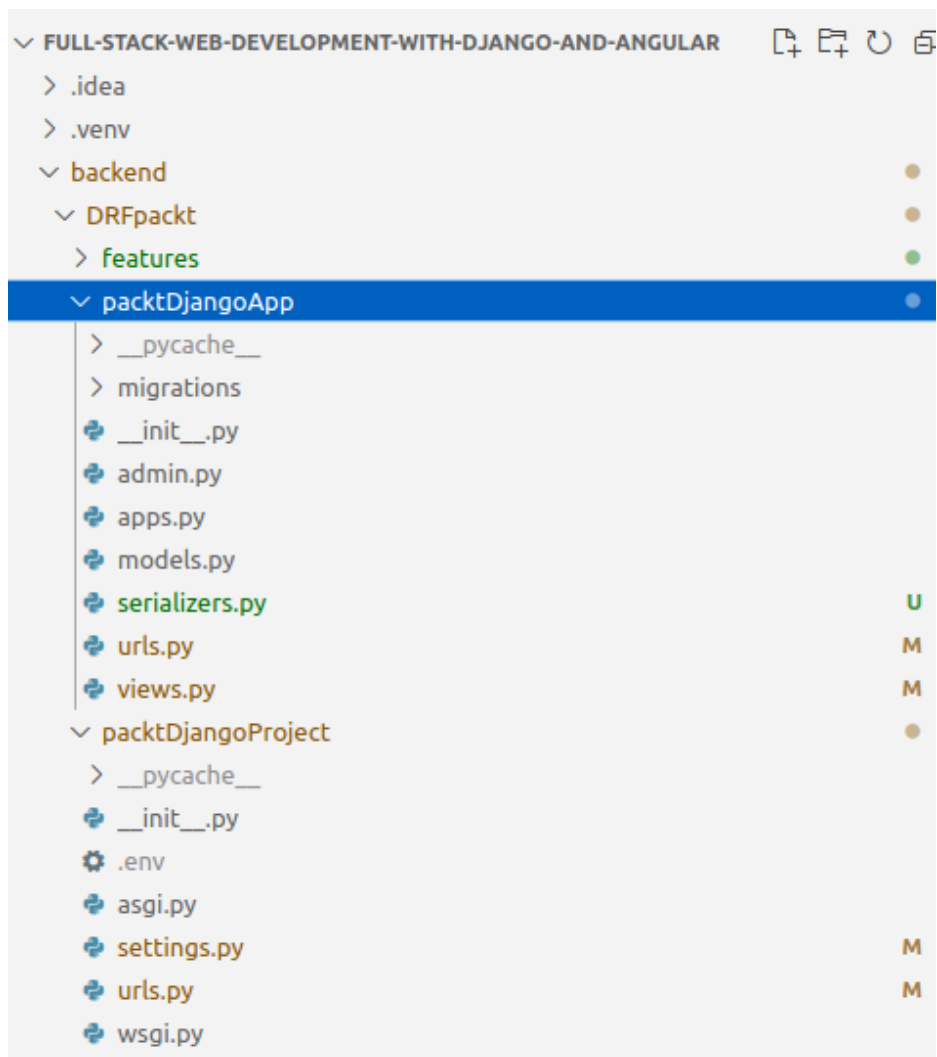 FULL-STACK-WEB-DEVELOPMENT-WITH-DJANGO-AND-ANGULAR
.idea
.venv
backend
DRFpackt
features
packtDjangoApp
__pycache__
migrations
__init__.py
admin.py
apps.py
models.py
serializers.py U
urls.py M
views.py M
packtDjangoProject
__pycache__
__init__.py
.env
asgi.py
settings.py M
urls.py M
wsgi.py